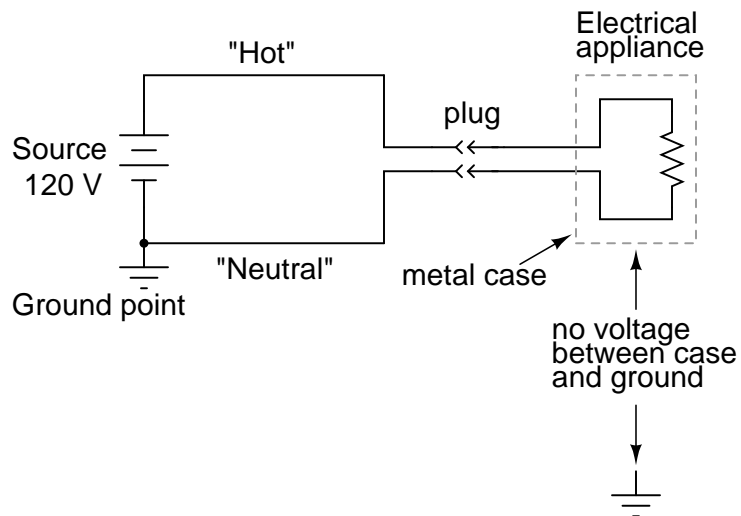 Electrical
appliance
"Hot"
plug
Source
120 V
"Neutral"
metal case
Ground point
no voltage
between case
and ground